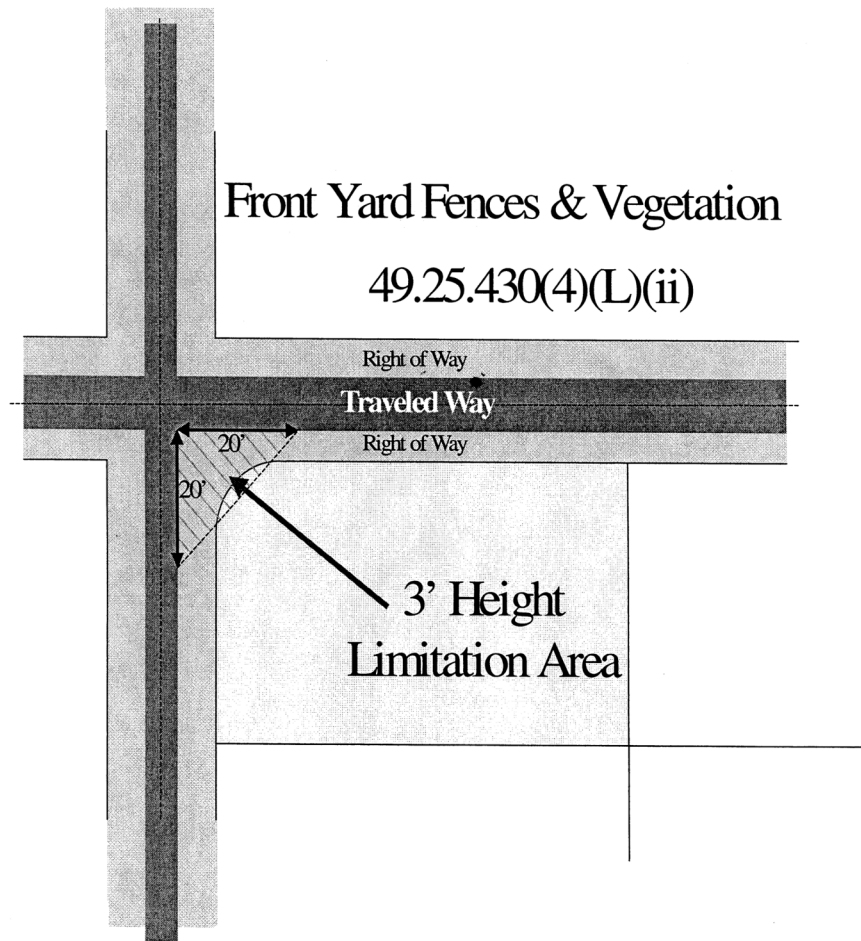 Front Yard Fences & Vegetation
49.25.430(4)(L)(ii)
Right of Way
Traveled Way
Right of Way
20’
20’
3’ Height
Limitation Area